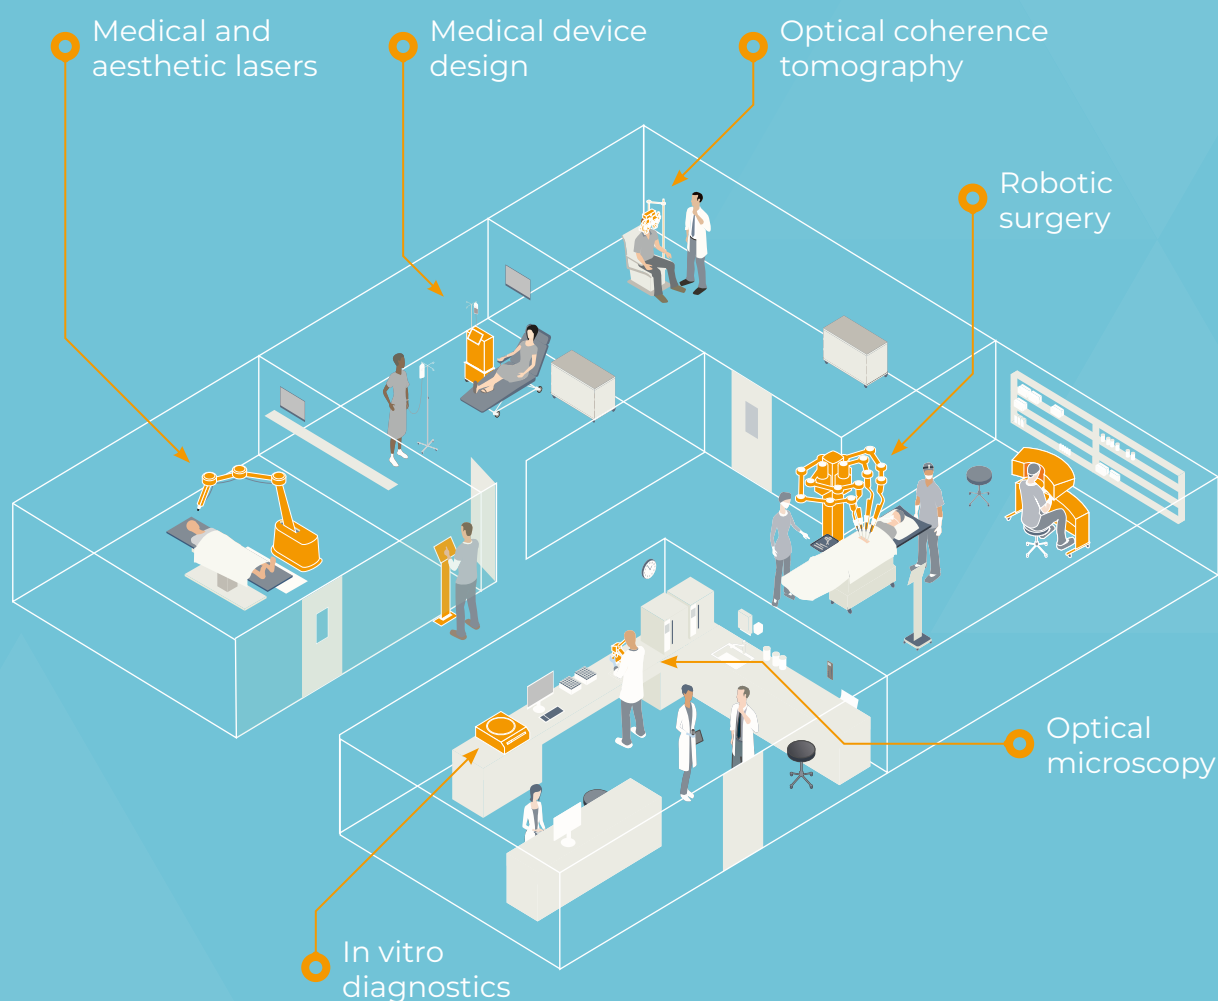 Medical and
aesthetic lasers
Medical device
design
Optical coherence
tomography
Robotic
surgery
Optical
microscopy
In vitro
diagnostics